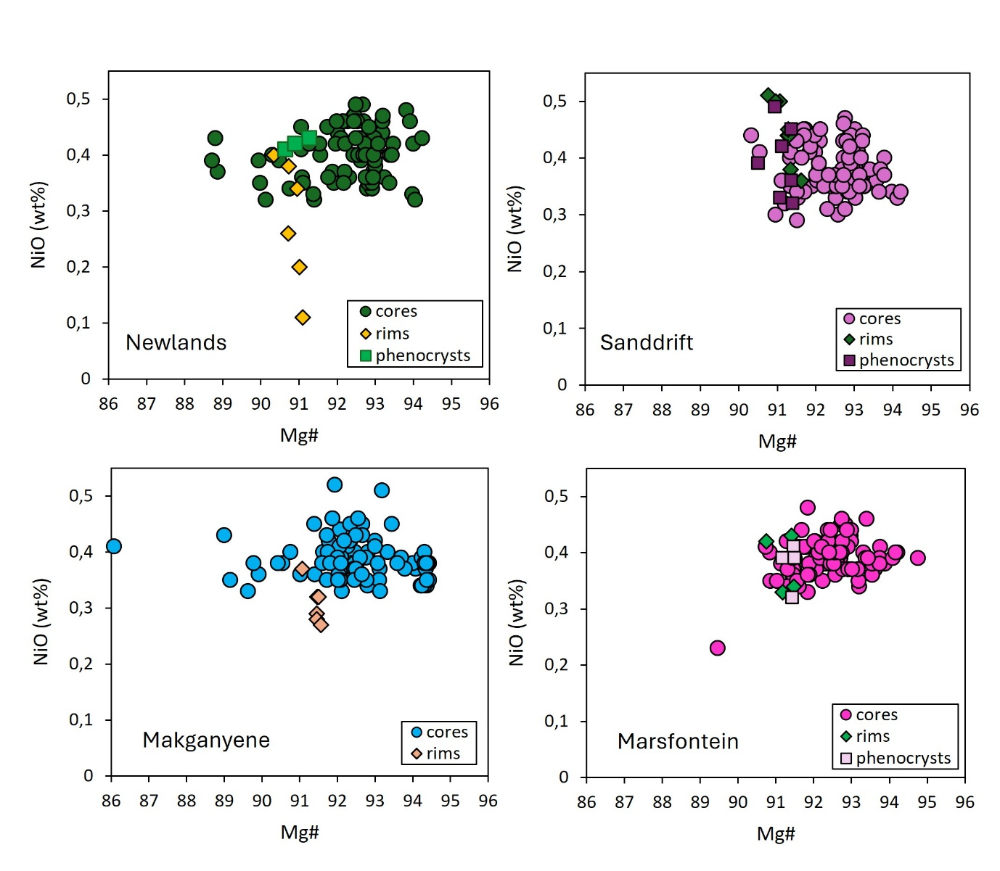 0,5
0,4
0,3
0,2
0,1
0
NiO (wt%)
cores
rims
phenocrysts
Newlands
86 87 88 89 90 91 92 93 94 95 96
Mg#
0,5
0,4
0,3
0,2
0,1
0
NiO (wt%)
cores
rims
phenocrysts
Sanddrift
86 87 88 89 90 91 92 93 94 95 96
Mg#
0,5
0,4
0,3
0,2
0,1
0
NiO (wt%)
cores
rims
Makganyene
86 87 88 89 90 91 92 93 94 95 96
Mg#
0,5
0,4
0,3
0,2
0,1
0
NiO (wt%)
cores
rims
phenocrysts
Marsfontein
86 87 88 89 90 91 92 93 94 95 96
Mg#